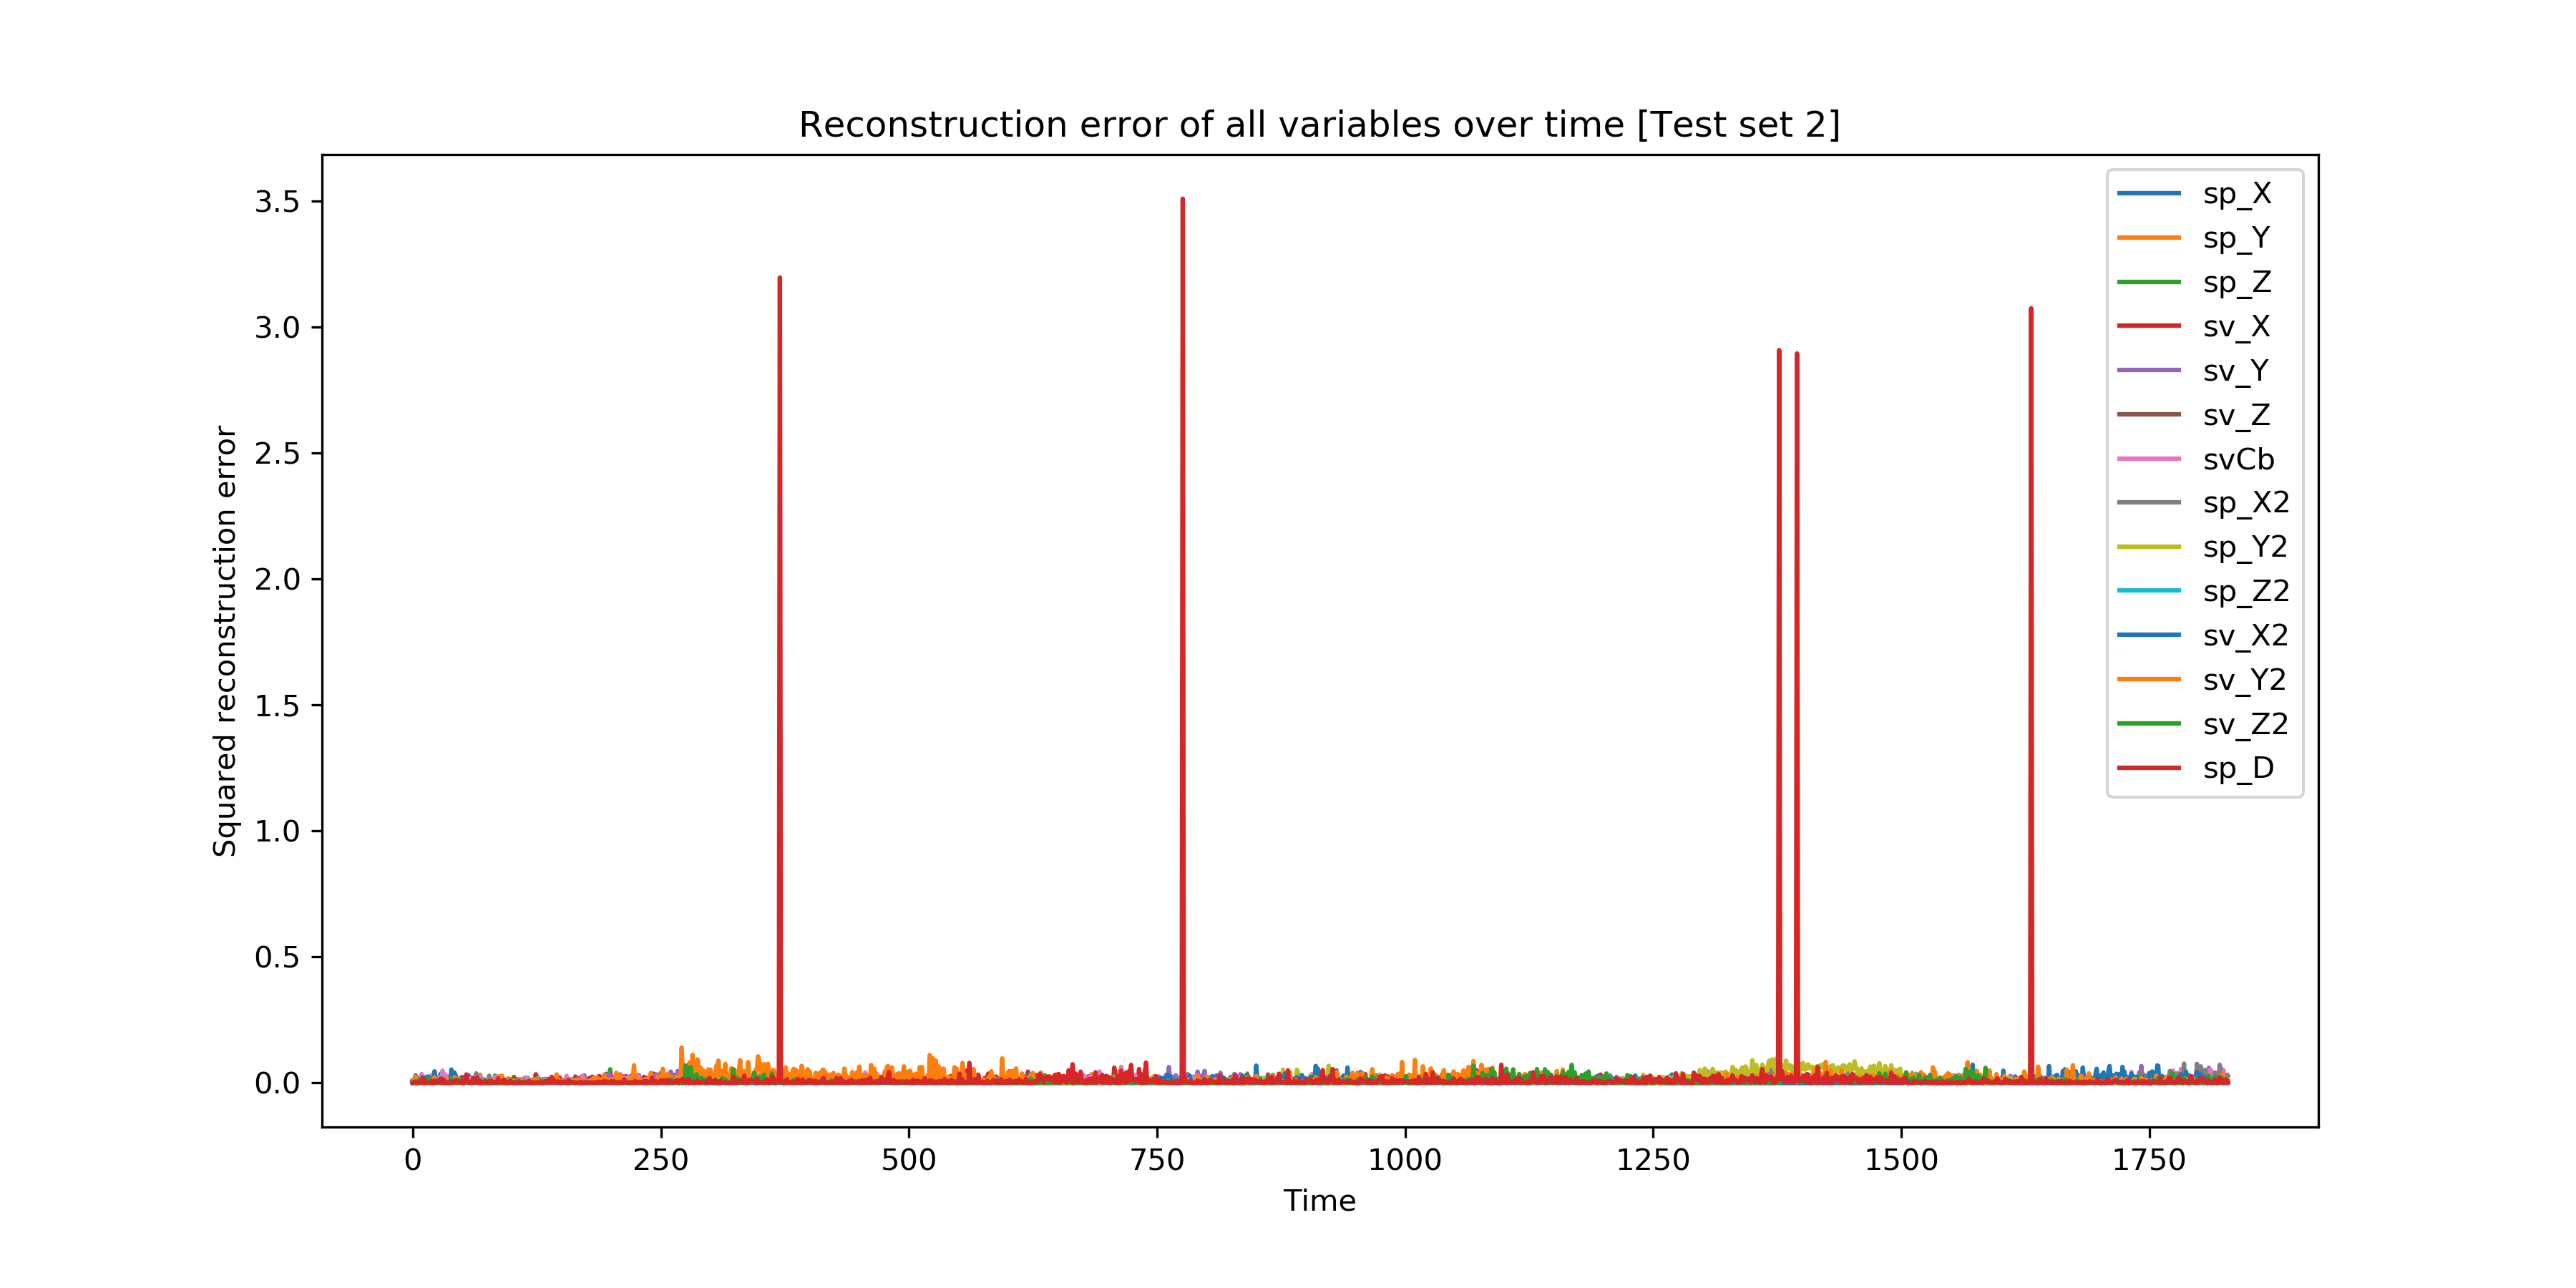 Reconstruction error of all variables over time [Test set 2]
Squared reconstruction error
3.5
3.0
2.5
2.0
1.5
1.0
0.5
0.0
sp_X
sp_Y
sp_Z
sv_X
sv_Y
sv_Z
svCb
sp_X2
sp_Y2
sp_Z2
sv_X2
sv_Y2
sv_Z2
sp_D
0 250 500 750 1000 1250 1500 1750
Time